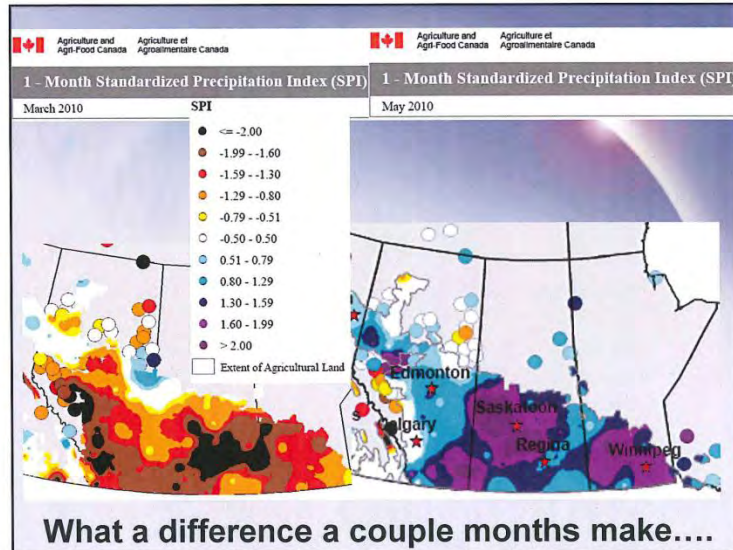 Agriculture and
Agri-Food Canada
Agriculture et
Agroalimentaire Canada
1 - Month Standardized Precipitation Index (SPI)
March 2010
SPI
<= -2.00
-1.99 - -1.60
-1.59 - -1.30
-1.29 - -0.80
-0.79 - -0.51
-0.50 - 0.50
0.51 - 0.79
0.80 - 1.29
1.30 - 1.59
1.60 - 1.99
> 2.00
Extent of Agricultural Land
Agriculture and
Agri-Food Canada
Agriculture et
Agroalimentaire Canada
1 - Month Standardized Precipitation Index (SPI)
May 2010
Edmonton
Saskatoon
Calgary
Regina
Winnipeg
What a difference a couple months make....